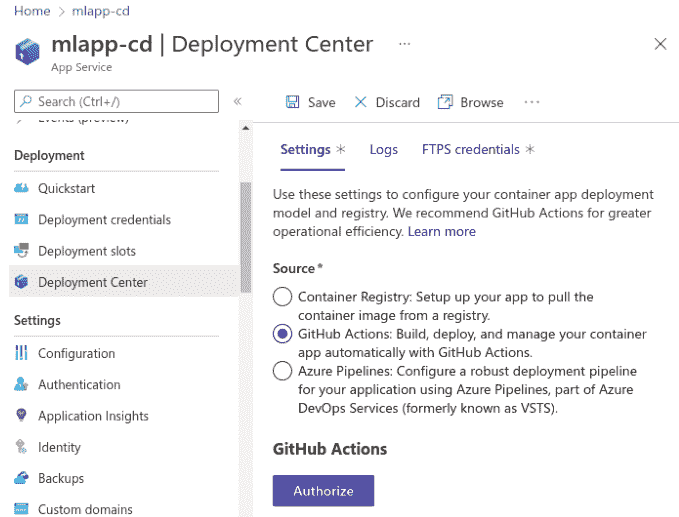 Home > mlapp-cd
mlapp-cd | Deployment Center ...
App Service
Search (Ctrl+/)
«
Save
Discard
Browse
...
Events (preview)
Deployment
Quickstart
Deployment credentials
Deployment slots
Deployment Center
Settings
Configuration
Authentication
Application Insights
Identity
Backups
Custom domains
Settings *
Logs
FTPS credentials *
Use these settings to configure your container app deployment
model and registry. We recommend GitHub Actions for greater
operational efficiency. Learn more
Source*
Container Registry: Setup up your app to pull the
container image from a registry.
GitHub Actions: Build, deploy, and manage your container
app automatically with GitHub Actions.
Azure Pipelines: Configure a robust deployment pipeline
for your application using Azure Pipelines, part of Azure
DevOps Services (formerly known as VSTS).
GitHub Actions
Authorize